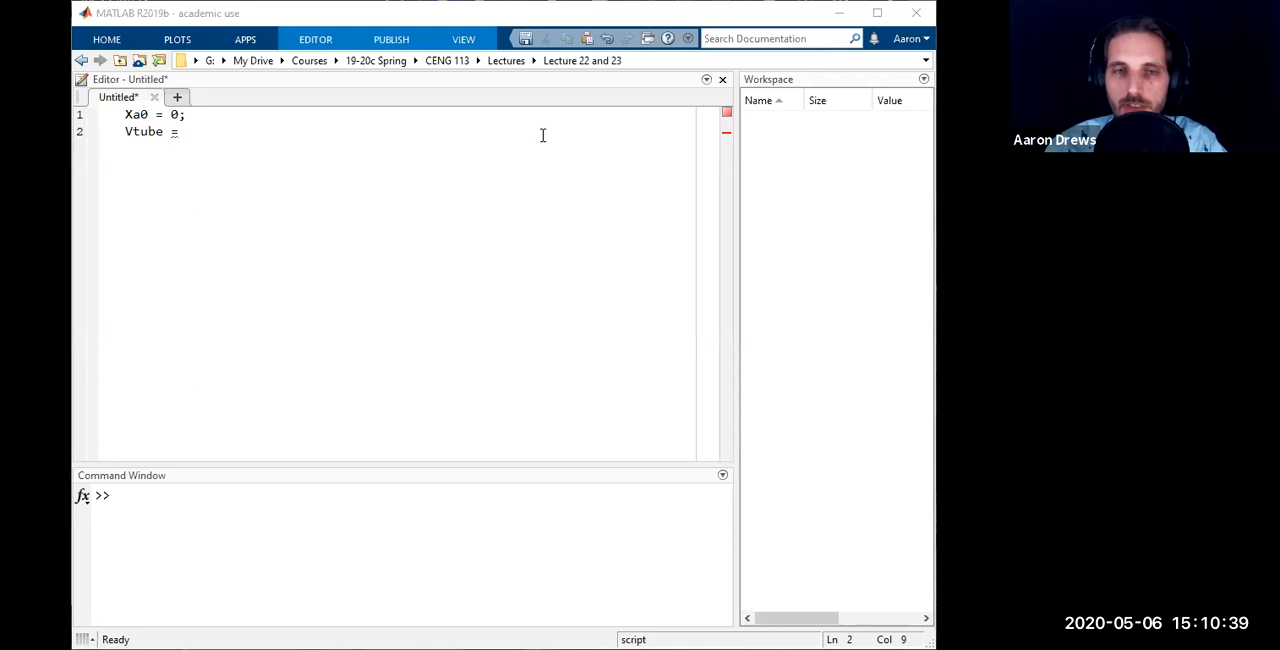 MATLAB R2019b - academic use
HOME PLOTS APPS EDITOR PUBLISH VIEW Search Documentation Aaron
G: My Drive Courses 19-20c Spring CENG 113 Lectures Lecture 22 and 23
Editor - Untitled*
Untitled*
1 Xa0 = 0;
2 Vtube =
Workspace
Name Size Value
Command Window
fx >>
Ready script Ln 2 Col 9
Aaron Drews
2020-05-06 15:10:39